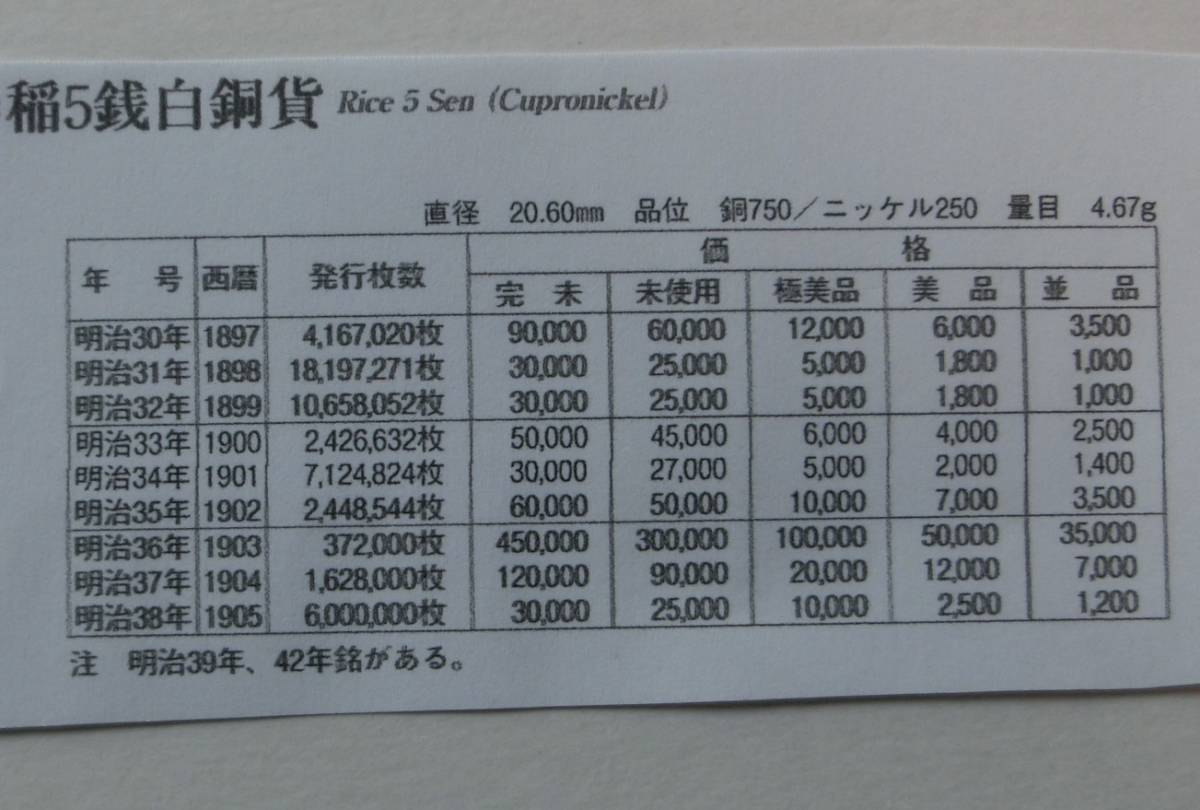 稲5銭白銅貨 Rice 5 Sen (Cupronickel)
直径 20.60㎜ 品位 銅750／ニッケル250 量目 4.67g
年号 西暦 発行枚数 価格
完未 未使用 極美品 美品 並品
明治30年 1897 4,167,020枚 90,000 60,000 12,000 6,000 3,500
明治31年 1898 18,197,271枚 30,000 25,000 5,000 1,800 1,000
明治32年 1899 10,658,052枚 30,000 25,000 5,000 1,800 1,000
明治33年 1900 2,426,632枚 50,000 45,000 6,000 4,000 2,500
明治34年 1901 7,124,824枚 30,000 27,000 5,000 2,000 1,400
明治35年 1902 2,448,544枚 60,000 50,000 10,000 7,000 3,500
明治36年 1903 372,000枚 450,000 300,000 100,000 50,000 35,000
明治37年 1904 1,628,000枚 120,000 90,000 20,000 12,000 7,000
明治38年 1905 6,000,000枚 30,000 25,000 10,000 2,500 1,200
注 明治39年、42年銘がある。